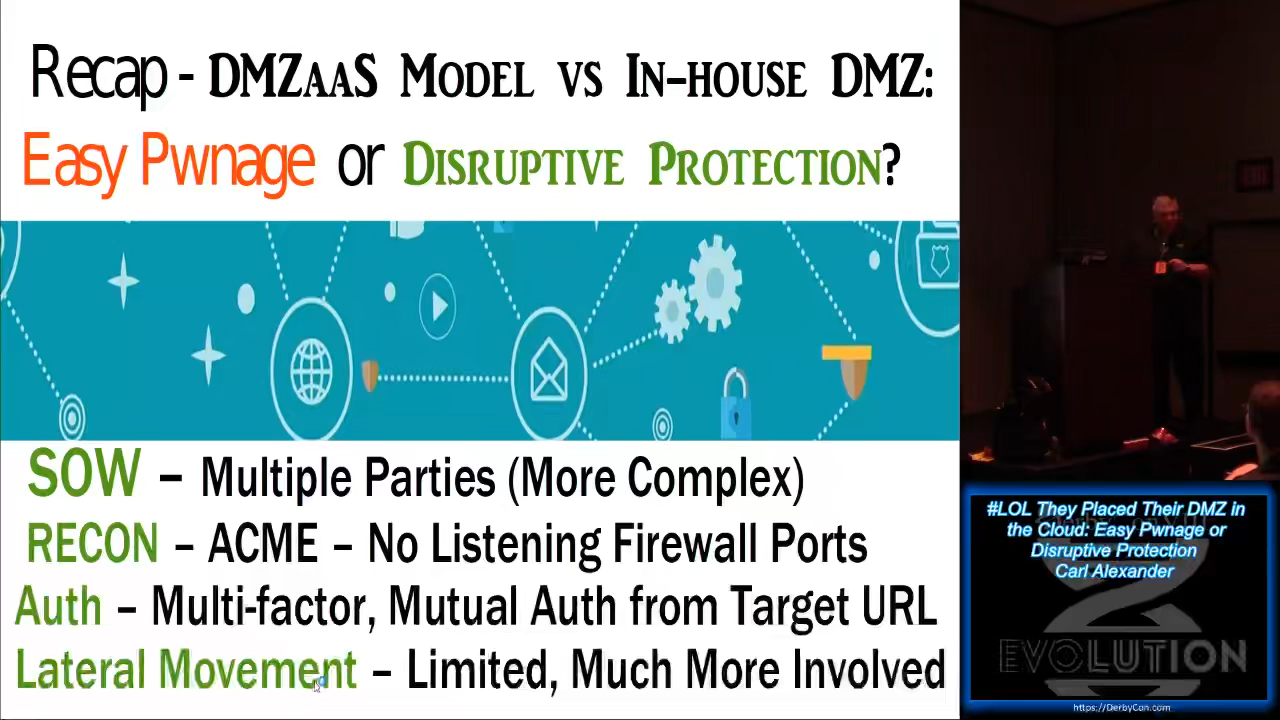 Recap - DMZaaS Model vs In-house DMZ:
Easy Pwnage or Disruptive Protection?
SOW – Multiple Parties (More Complex)
RECON – ACME – No Listening Firewall Ports
Auth – Multi-factor, Mutual Auth from Target URL
Lateral Movement – Limited, Much More Involved
#LOL They Placed Their DMZ in
the Cloud: Easy Pwnage or
Disruptive Protection
Carl Alexander
EVOLUTION
https://DerbyCon.com